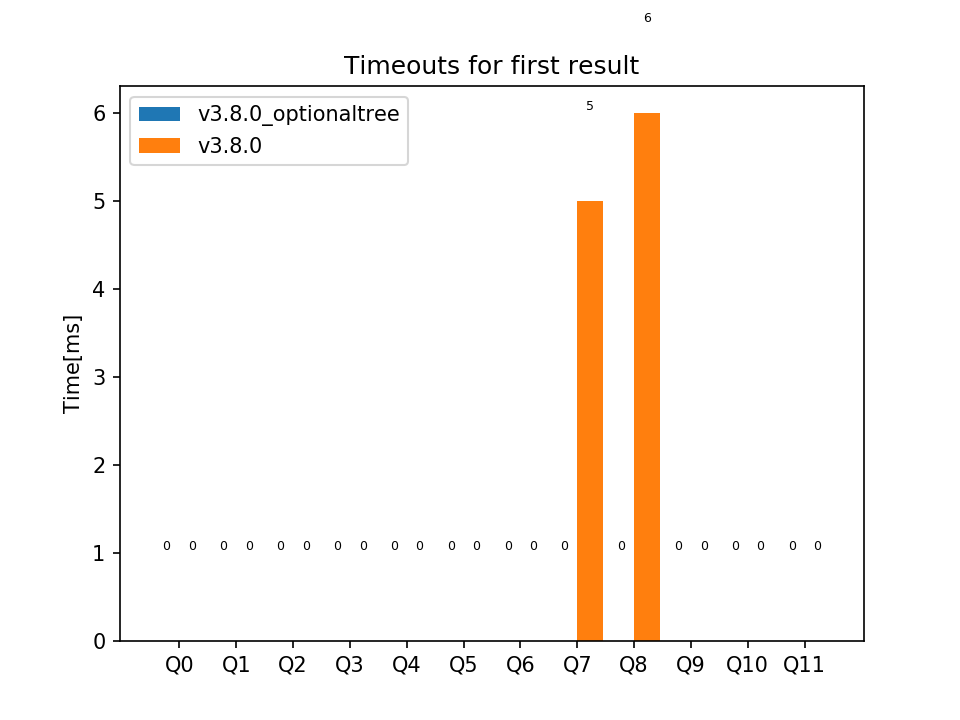 6
Timeouts for first result
v3.8.0_optionaltree
v3.8.0
5
Time[ms]
6
5
4
3
2
1
0
0 0 0 0 0 0 0 0 0 0 0 0 0 0 0 0 0 0 0 0 0 0
Q0 Q1 Q2 Q3 Q4 Q5 Q6 Q7 Q8 Q9 Q10 Q11